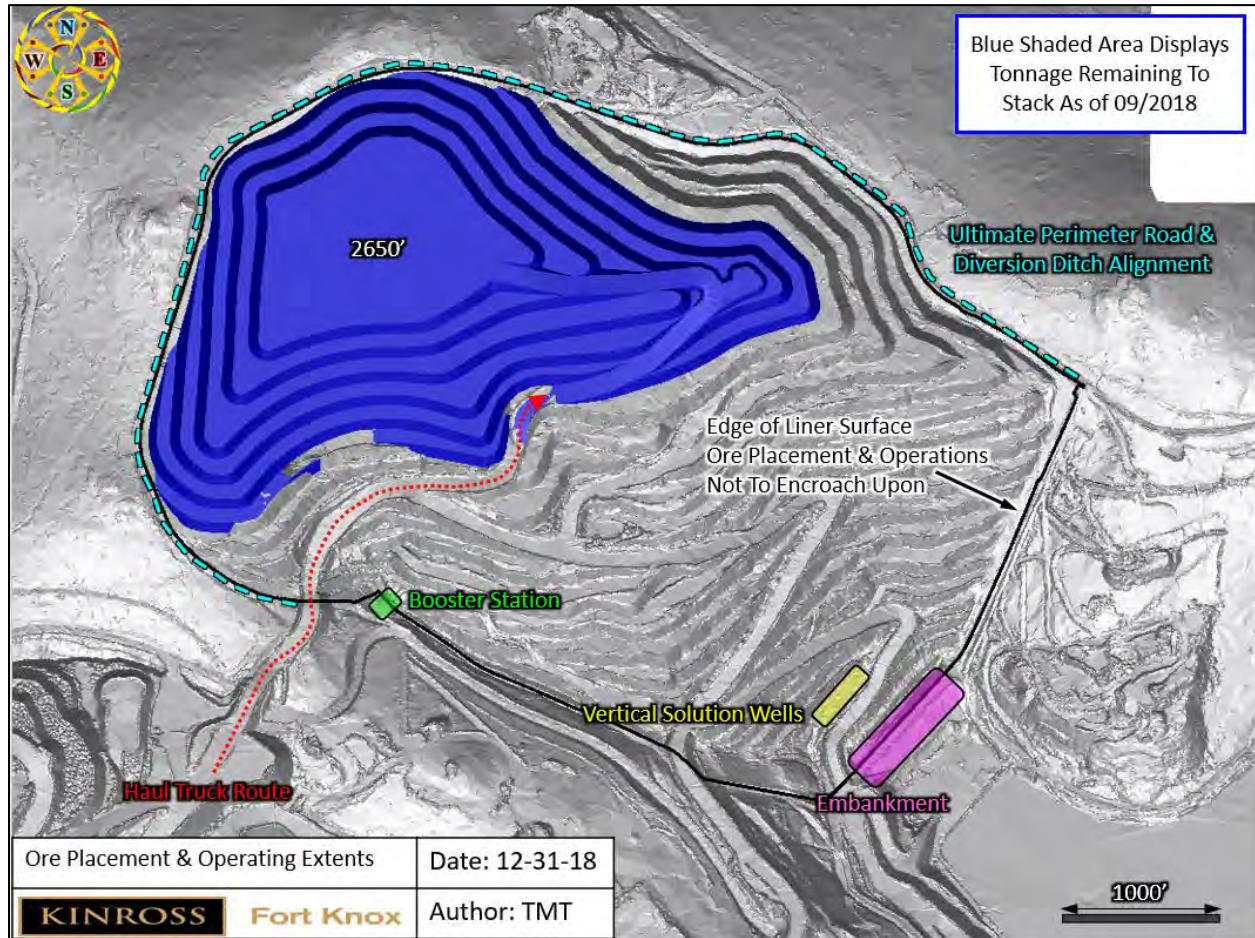 N
W E
S
Blue Shaded Area Displays
Tonnage Remaining To
Stack As of 09/2018
2650’
Ultimate Perimeter Road &
Diversion Ditch Alignment
Edge of Liner Surface
Ore Placement & Operations
Not To Encroach Upon
Booster Station
Vertical Solution Wells
Haul Truck Route
Embankment
Ore Placement & Operating Extents
Date: 12-31-18
KINROSS Fort Knox
Author: TMT
1000’